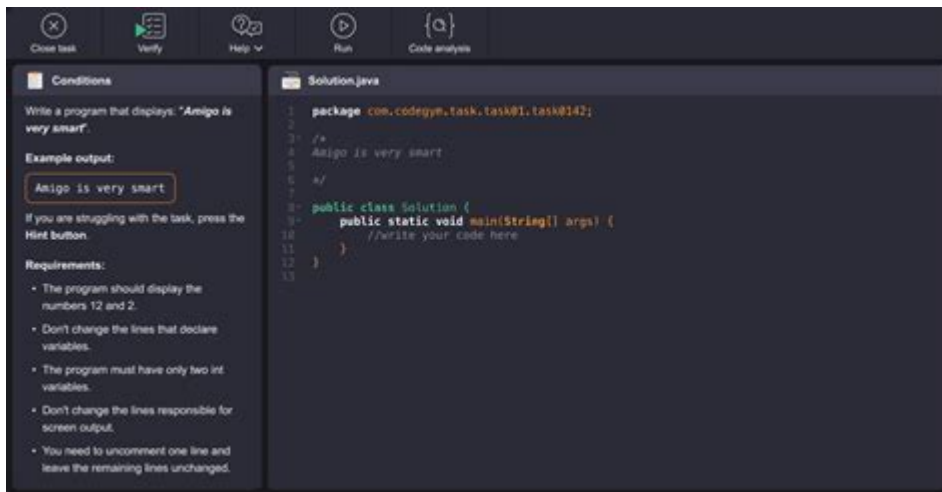 Close task
Verify
Help
Run
Code analysis
Conditions
Write a program that displays: "Amigo is
very smart".
Example output:
Amigo is very smart
If you are struggling with the task, press the
Hint button.
Requirements:
• The program should display the
numbers 12 and 2.
• Don't change the lines that declare
variables.
• The program must have only two int
variables.
• Don't change the lines responsible for
screen output.
• You need to uncomment one line and
leave the remaining lines unchanged.
Solution.java
1 package com.codegym.task.task01.task0142;
2
3 /*
4 Amigo is very smart
5
6 */
7
8 public class Solution {
9 public static void main(String[] args) {
10 //write your code here
11 }
12 }
13